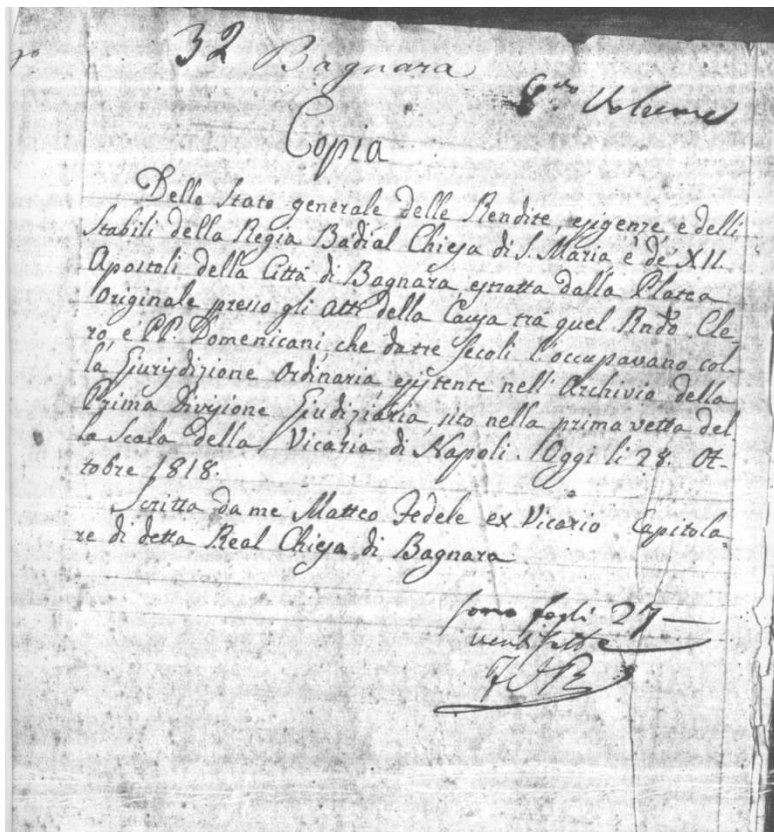 32 Bagnara
Volume
Copia
Dello Stato generale delle Rendite, esigenze e delli
Stabili della Regia Badial Chiesa di S. Maria, e de' XII.
Apostoli della Città di Bagnara estratta dalla Platea
Originale presso gli Atti della Causa trà quel Rndo Cle-
ro, e PP. Domenicani, che da tre secoli l'occupavano col-
la Giurisdizione Ordinaria esistente nell'Archivio della
Prima Divisione Giudiziaria, sito nella prima vetta del-
la Scala della Vicaria di Napoli. Oggi li 28. Ot-
tobre 1818.
Scritta da me Matteo Fedele ex Vicario Capitola-
re di detta Real Chiesa di Bagnara
sono fogli 27
venti sette